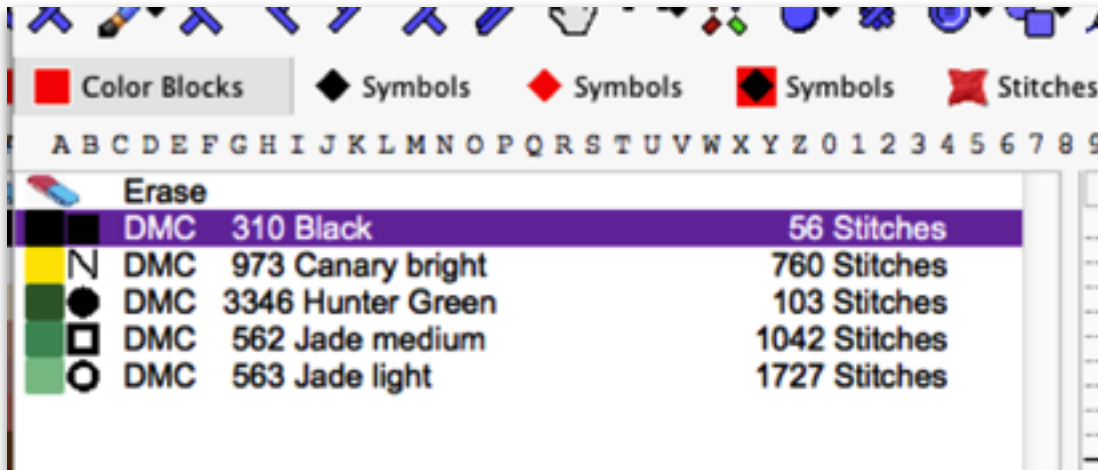 Color Blocks Symbols Symbols Symbols Stitches
A B C D E F G H I J K L M N O P Q R S T U V W X Y Z 0 1 2 3 4 5 6 7 8 9
Erase
DMC 310 Black 56 Stitches
N DMC 973 Canary bright 760 Stitches
DMC 3346 Hunter Green 103 Stitches
DMC 562 Jade medium 1042 Stitches
DMC 563 Jade light 1727 Stitches